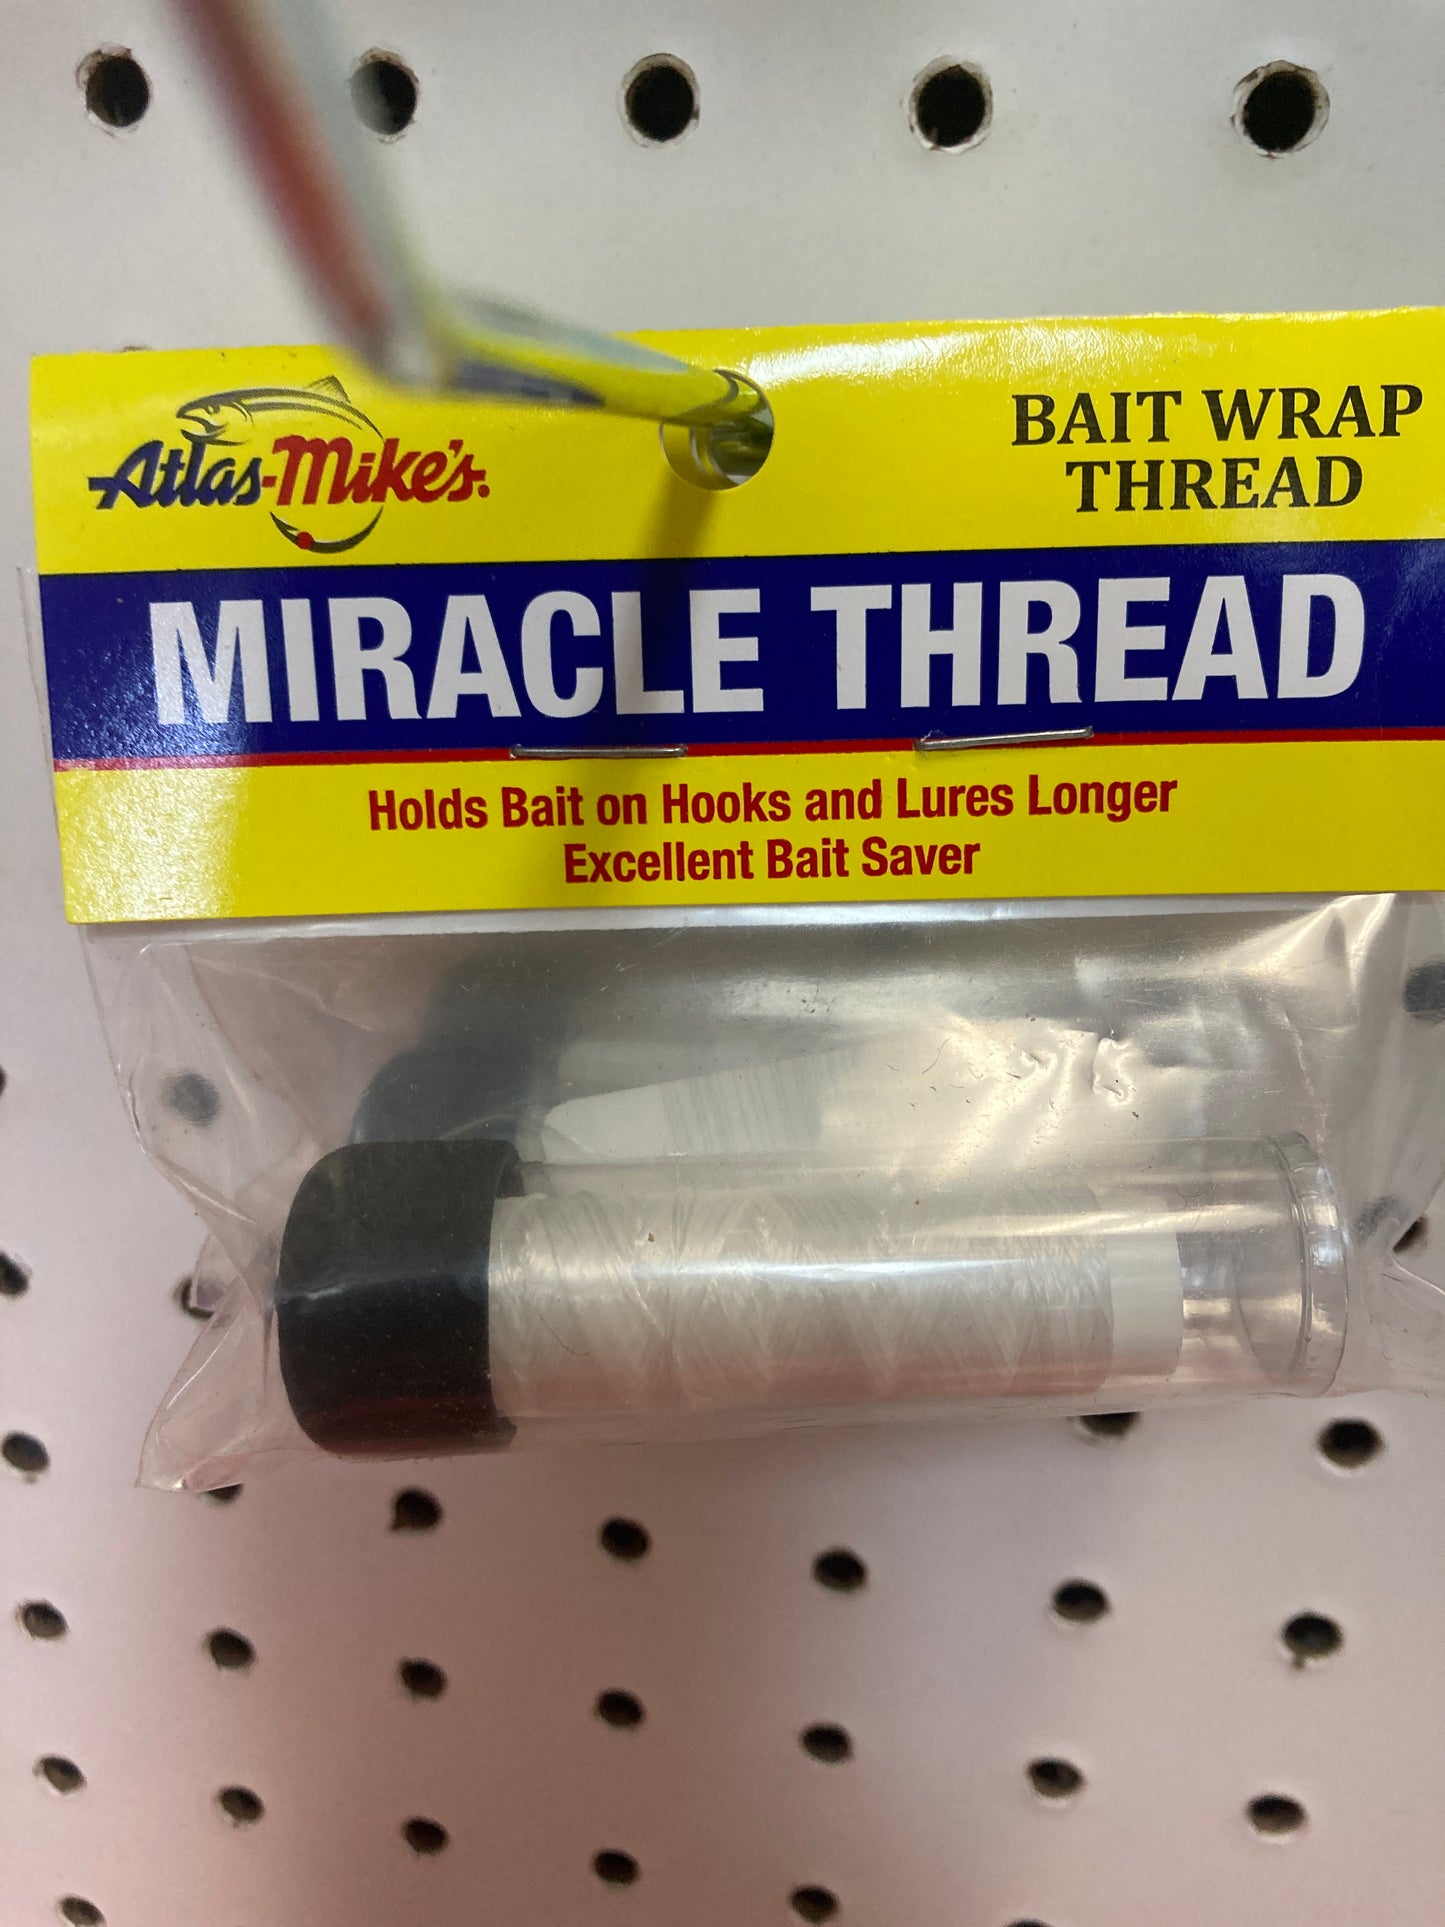 Atlas-Mike's.
BAIT WRAP
THREAD
MIRACLE THREAD
Holds Bait on Hooks and Lures Longer
Excellent Bait Saver